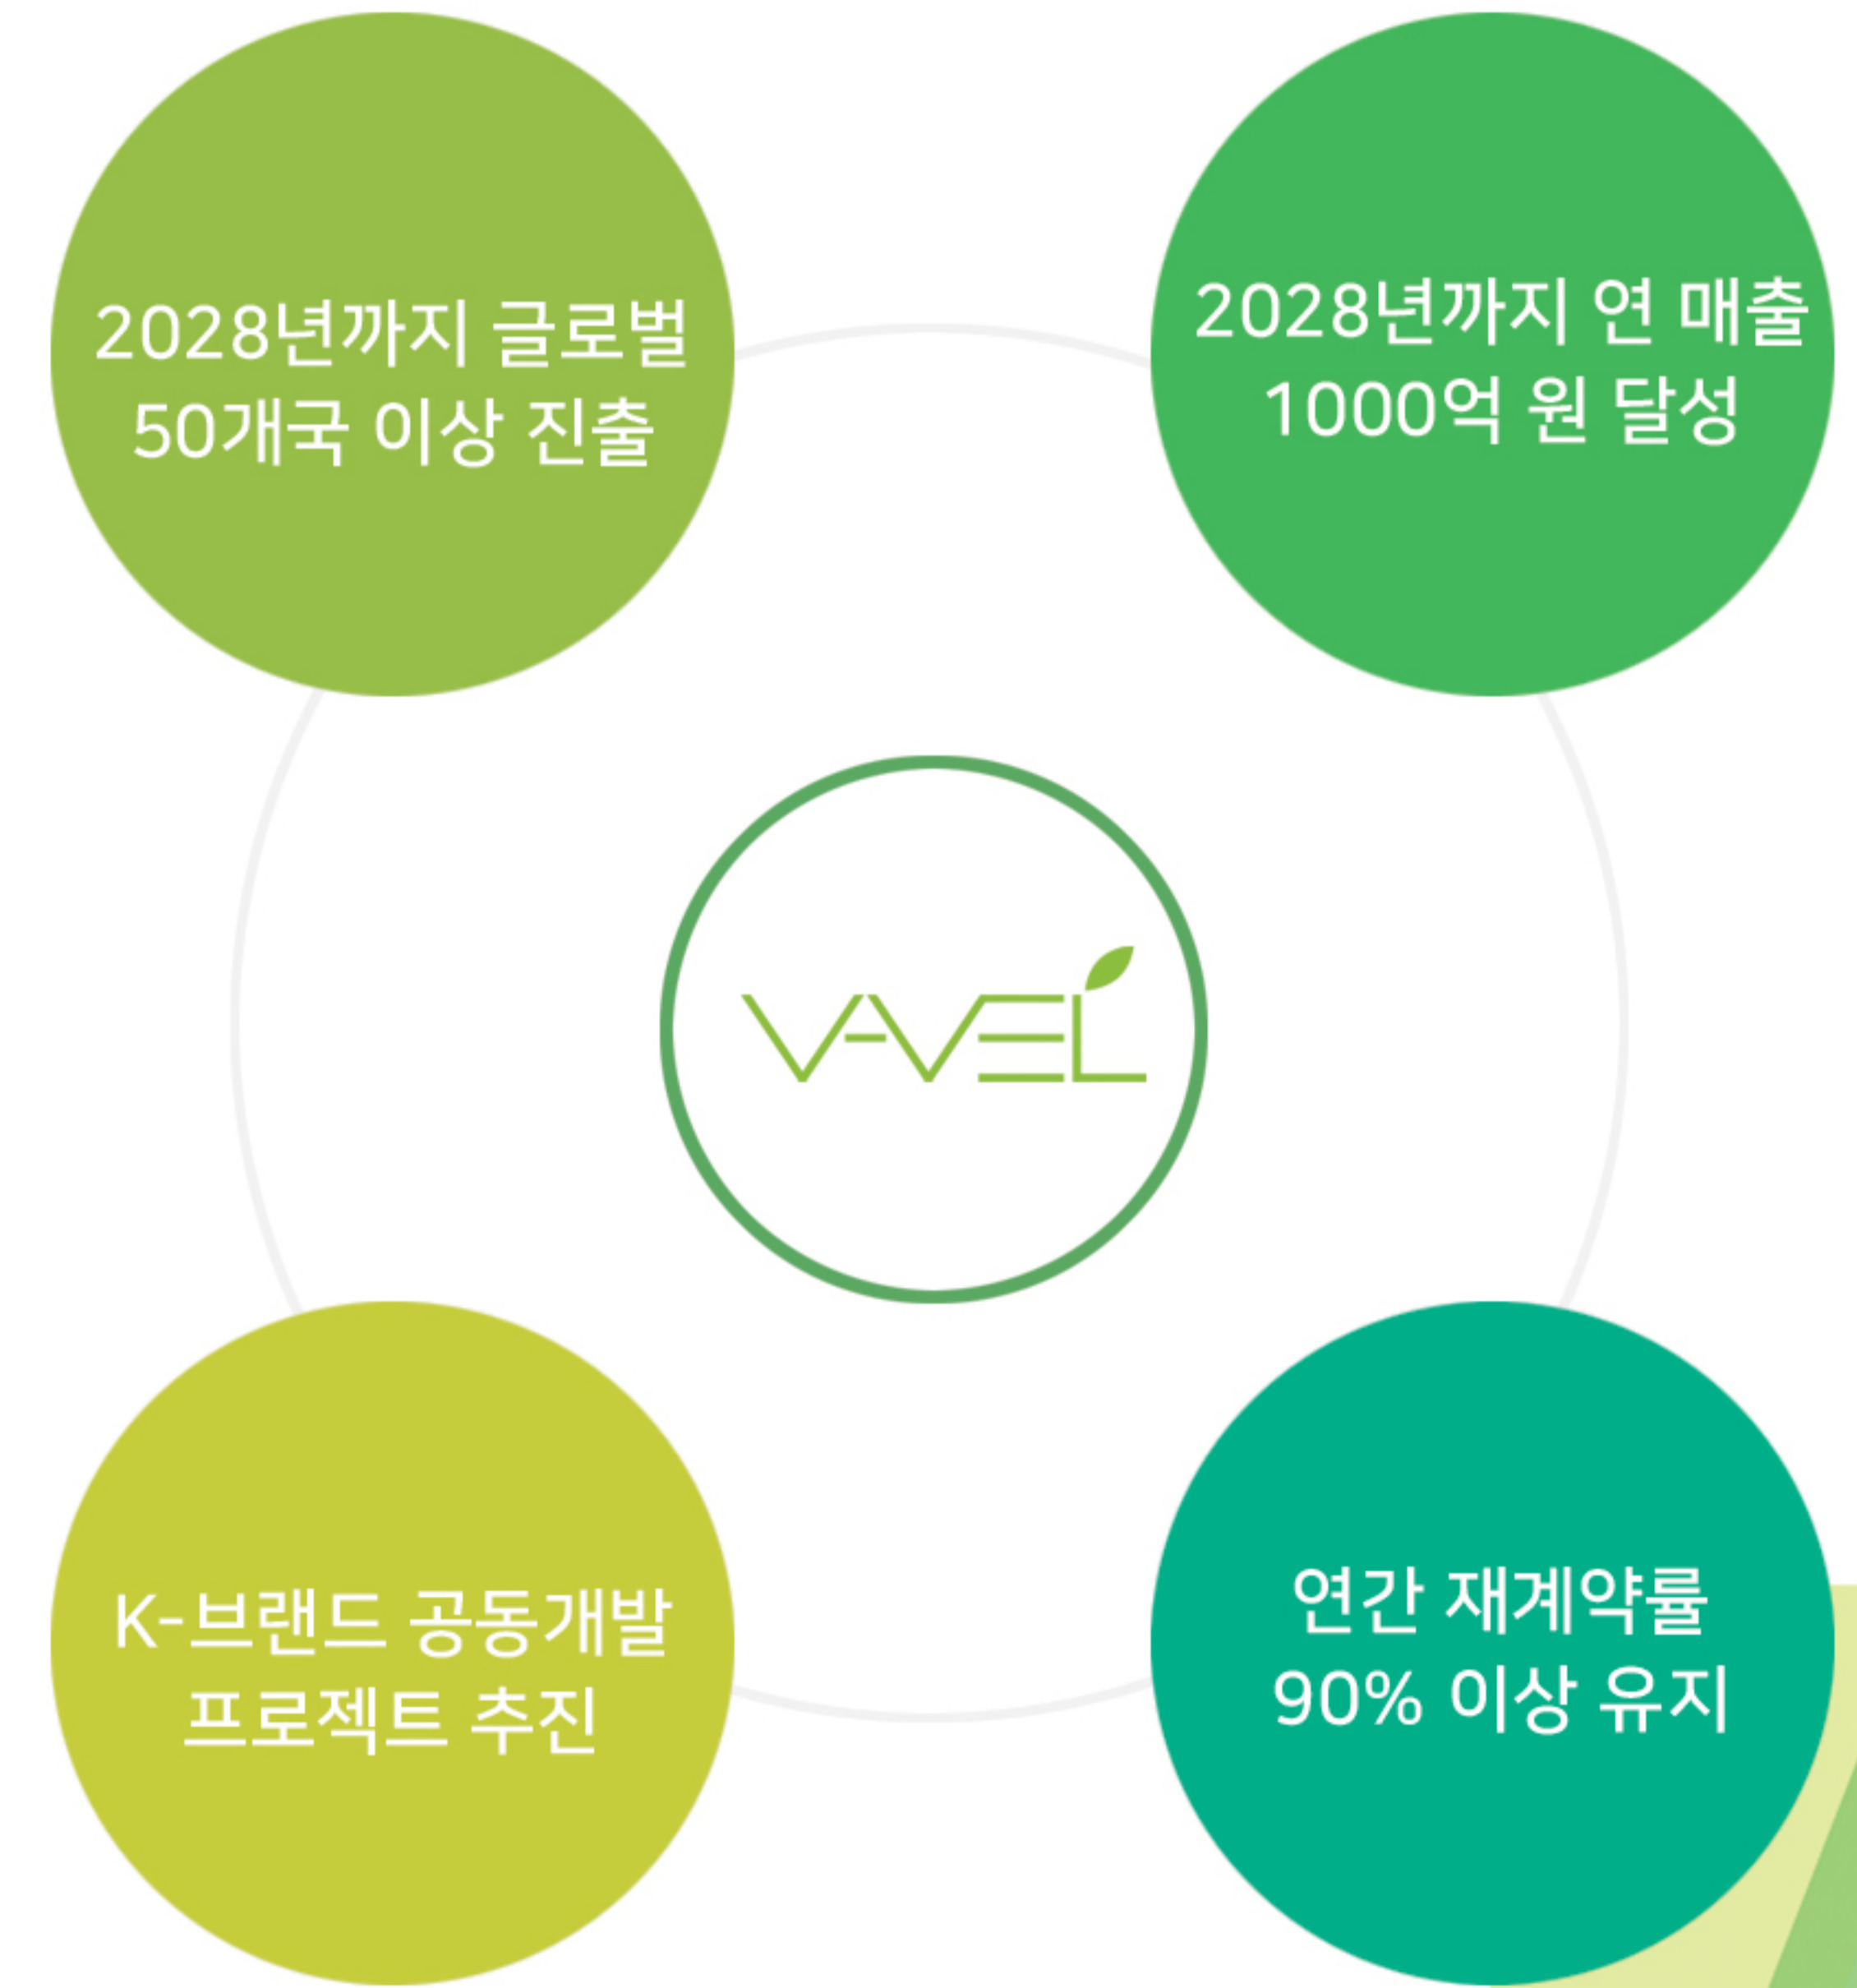 2028년까지 글로벌
50개국 이상 진출
2028년까지 연 매출
1000억 원 달성
VAVEL
K-브랜드 공동개발
프로젝트 추진
연간 재계약률
90% 이상 유지